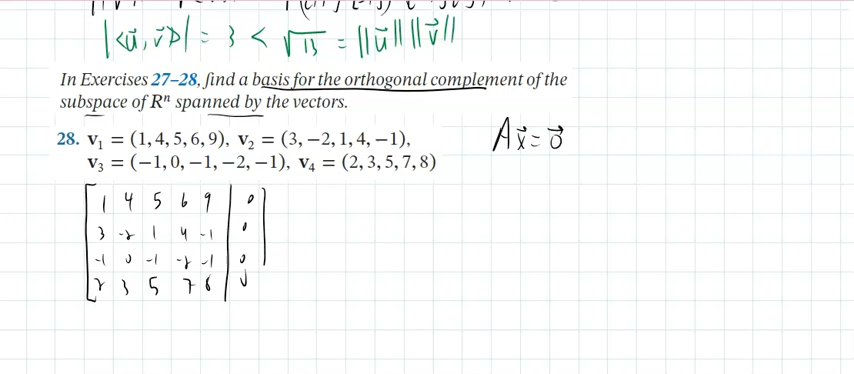 |<u⃗, v⃗>| = 3 < √13 = ||u⃗|| ||v⃗||
In Exercises 27–28, find a basis for the orthogonal complement of the
subspace of Rⁿ spanned by the vectors.
28. v₁ = (1, 4, 5, 6, 9), v₂ = (3, −2, 1, 4, −1),
v₃ = (−1, 0, −1, −2, −1), v₄ = (2, 3, 5, 7, 8)
Ax⃗ = 0⃗
1 4 5 6 9 | 0
3 -2 1 4 -1 | 0
-1 0 -1 -2 -1 | 0
2 3 5 7 8 | 0